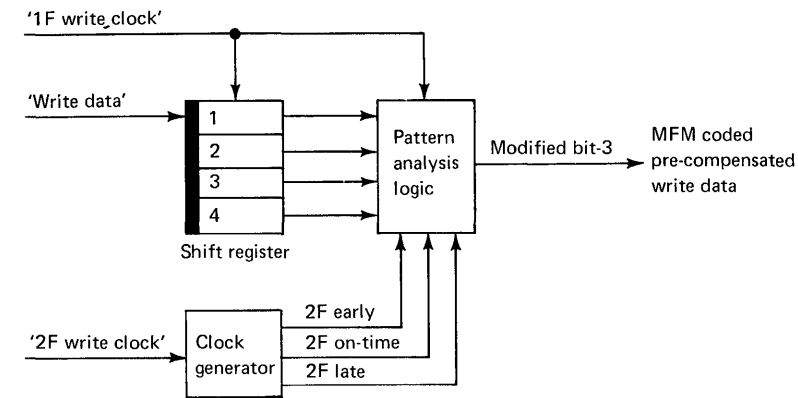 '1F write clock'
'Write data'
1
2
3
4
Shift register
Pattern
analysis
logic
Modified bit-3
MFM coded
pre-compensated
write data
'2F write clock'
Clock
generator
2F early
2F on-time
2F late